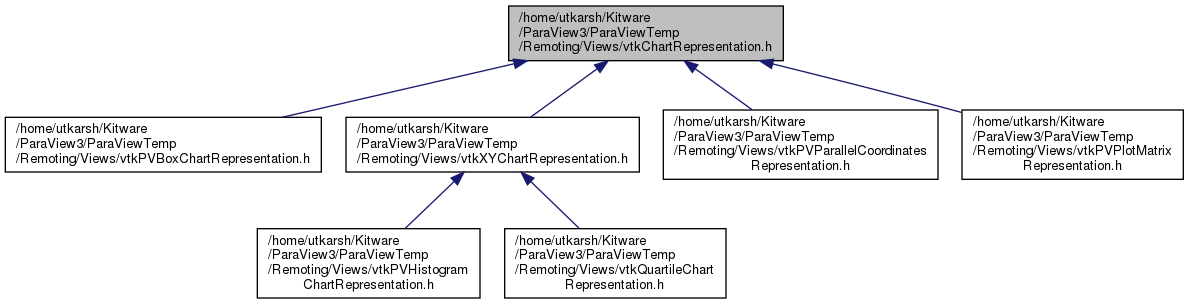 /home/utkarsh/Kitware
/ParaView3/ParaViewTemp
/Remoting/Views/vtkChartRepresentation.h
/home/utkarsh/Kitware
/ParaView3/ParaViewTemp
/Remoting/Views/vtkPVBoxChartRepresentation.h
/home/utkarsh/Kitware
/ParaView3/ParaViewTemp
/Remoting/Views/vtkXYChartRepresentation.h
/home/utkarsh/Kitware
/ParaView3/ParaViewTemp
/Remoting/Views/vtkPVParallelCoordinates
Representation.h
/home/utkarsh/Kitware
/ParaView3/ParaViewTemp
/Remoting/Views/vtkPVPlotMatrix
Representation.h
/home/utkarsh/Kitware
/ParaView3/ParaViewTemp
/Remoting/Views/vtkPVHistogram
ChartRepresentation.h
/home/utkarsh/Kitware
/ParaView3/ParaViewTemp
/Remoting/Views/vtkQuartileChart
Representation.h